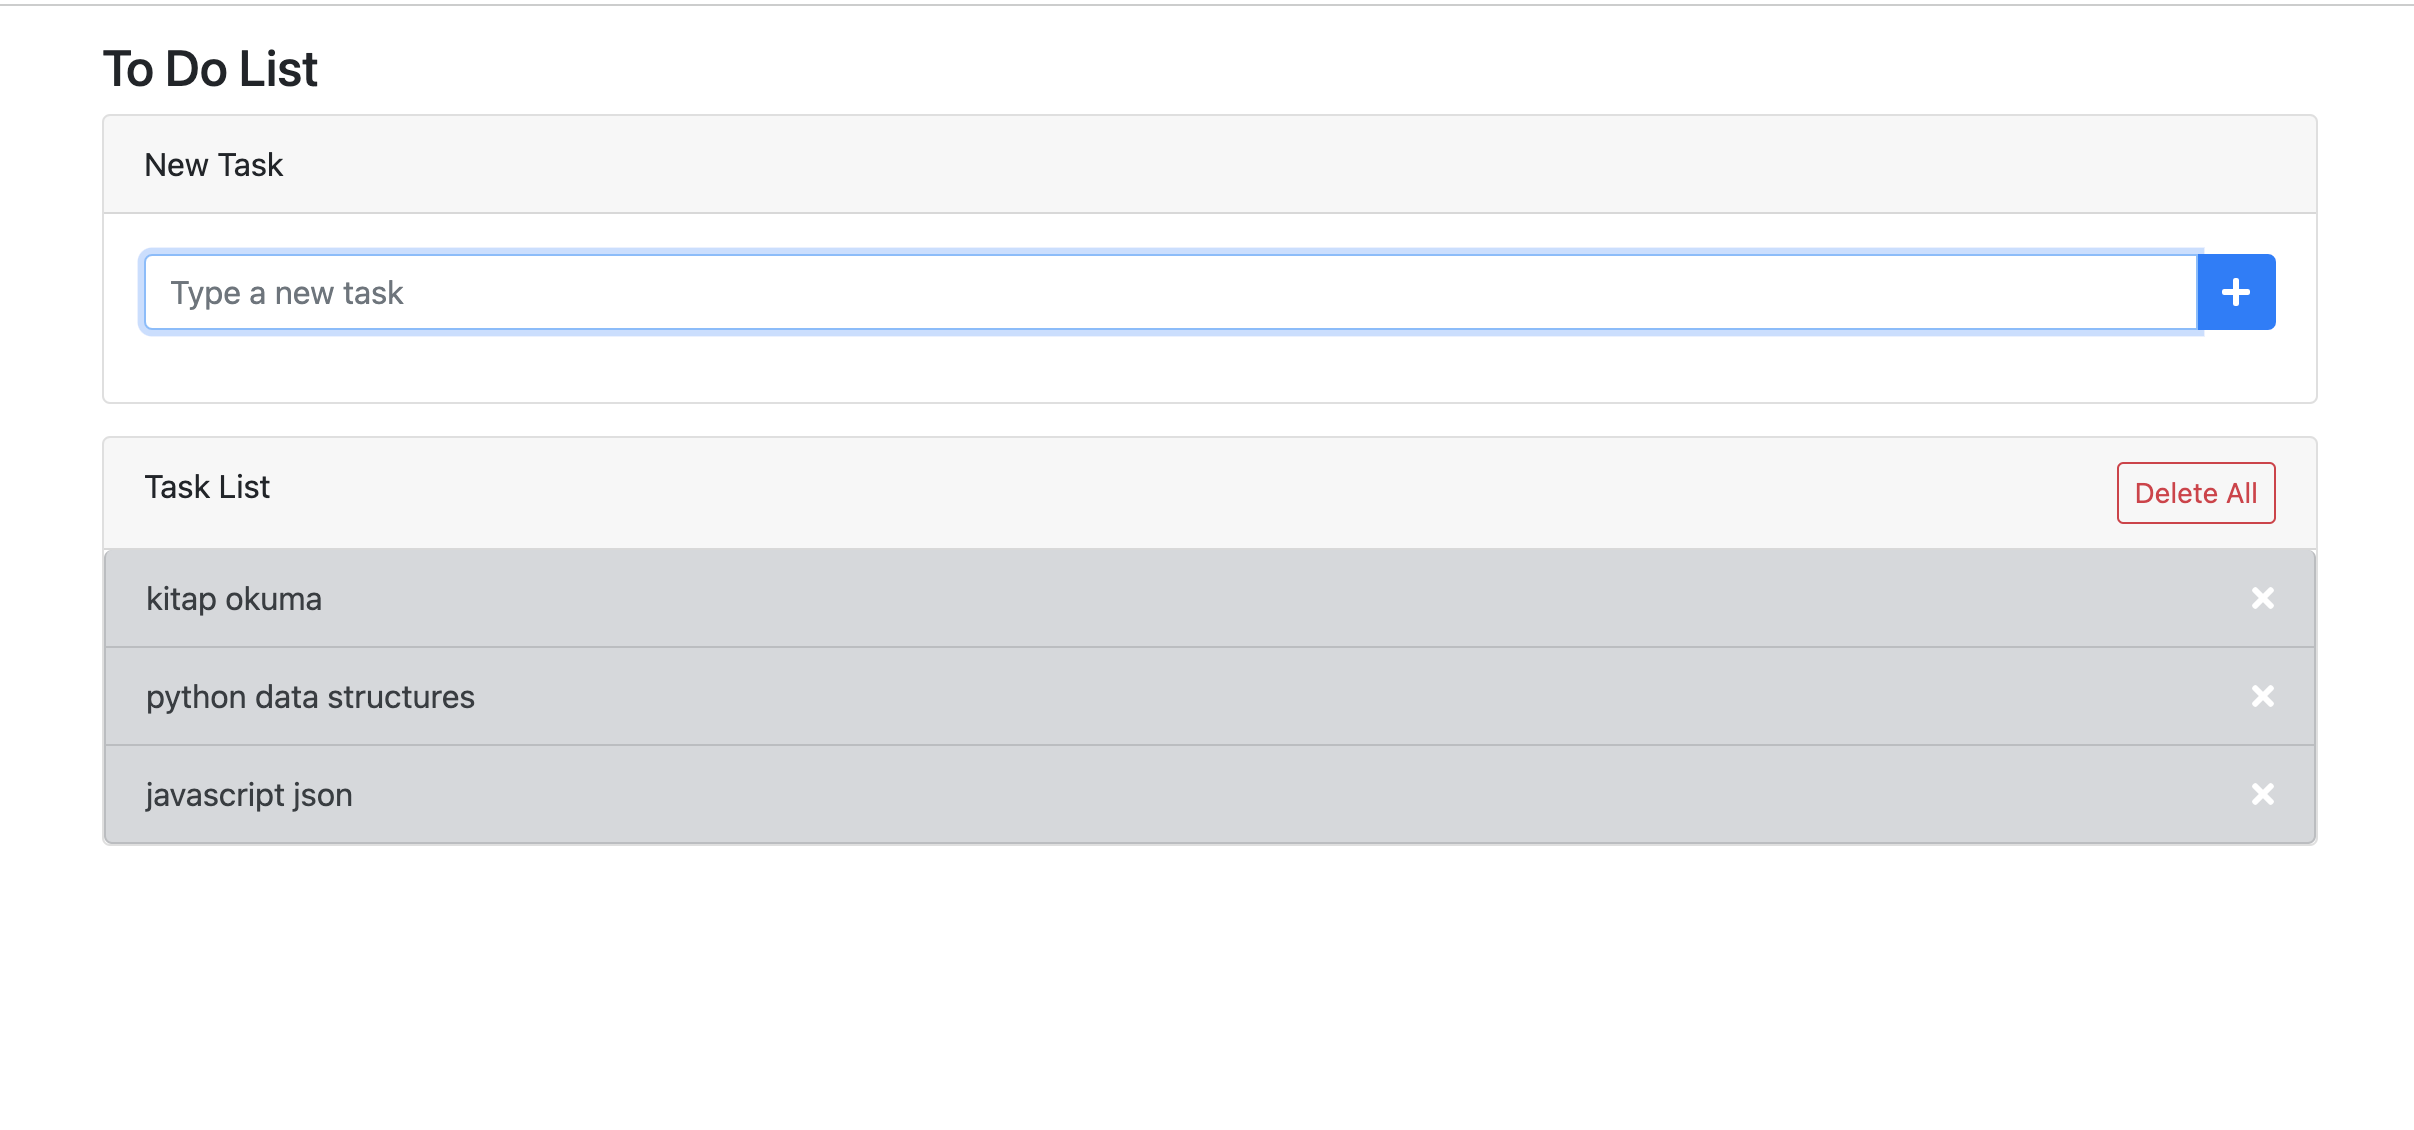 To Do List
New Task
Type a new task
Task List
Delete All
kitap okuma
python data structures
javascript json